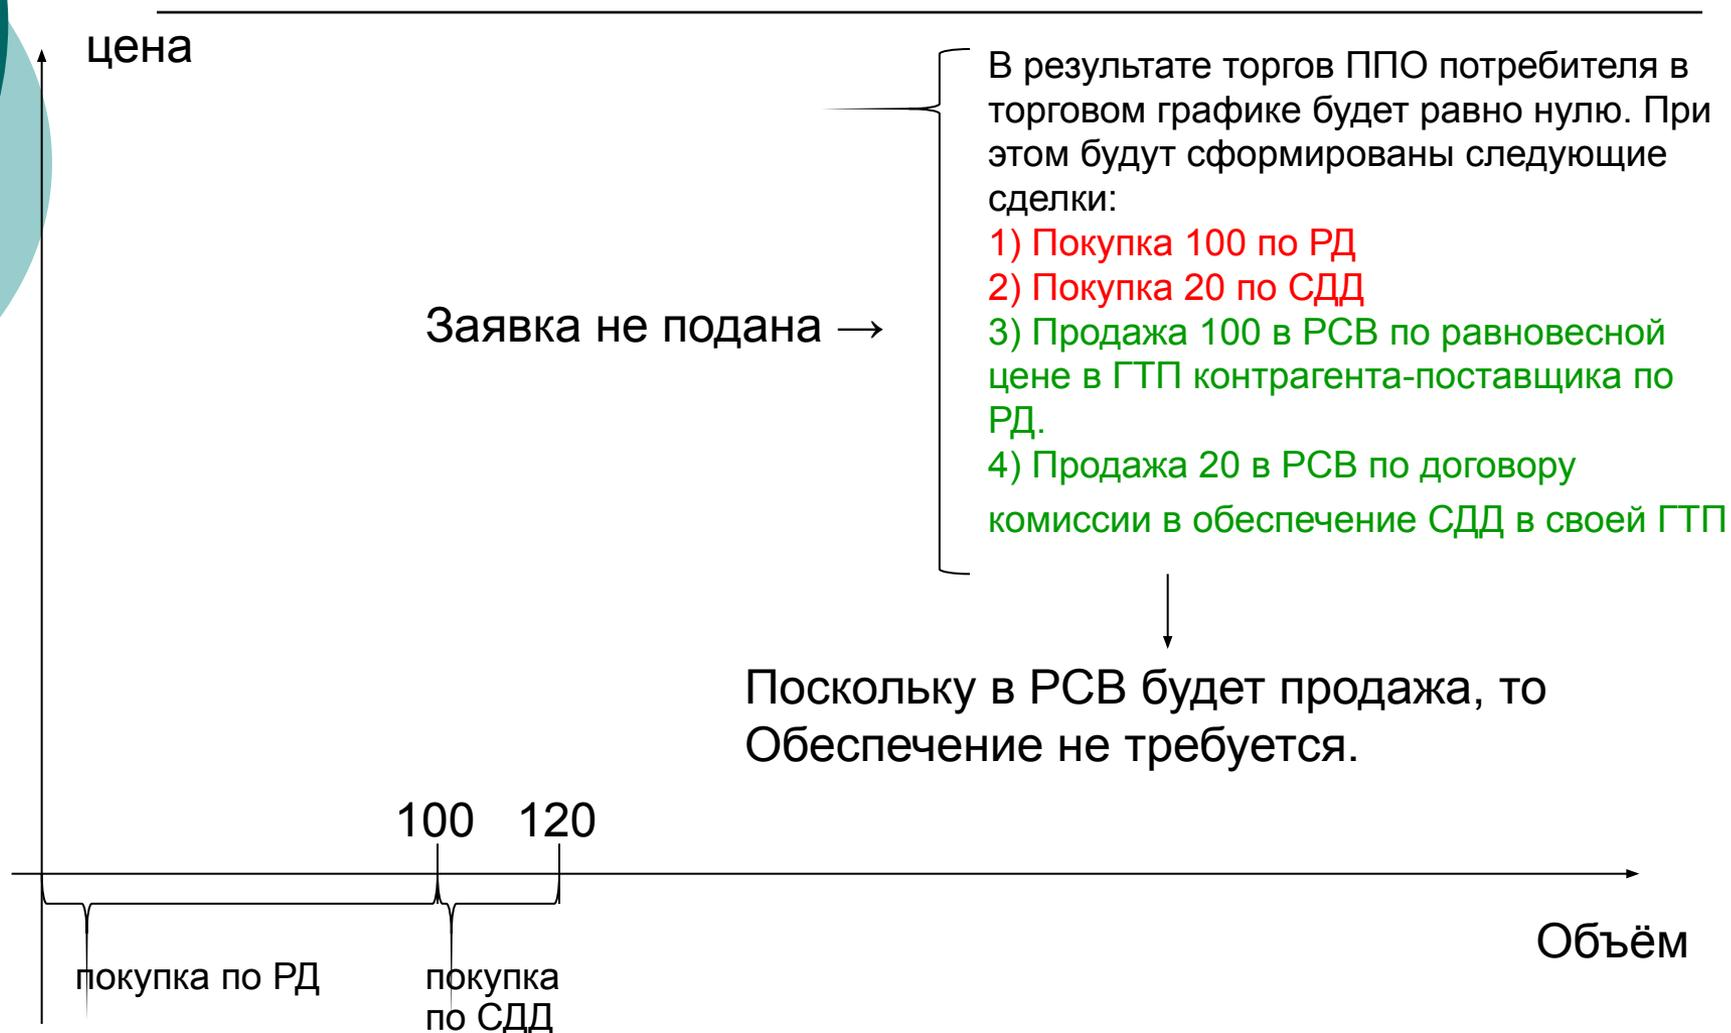 цена
В результате торгов ППО потребителя в
торговом графике будет равно нулю. При
этом будут сформированы следующие
сделки:
1) Покупка 100 по РД
2) Покупка 20 по СДД
3) Продажа 100 в РСВ по равновесной
цене в ГТП контрагента-поставщика по
РД.
4) Продажа 20 в РСВ по договору
комиссии в обеспечение СДД в своей ГТП
Заявка не подана →
Поскольку в РСВ будет продажа, то
Обеспечение не требуется.
100 120
Объём
покупка по РД
покупка
по СДД